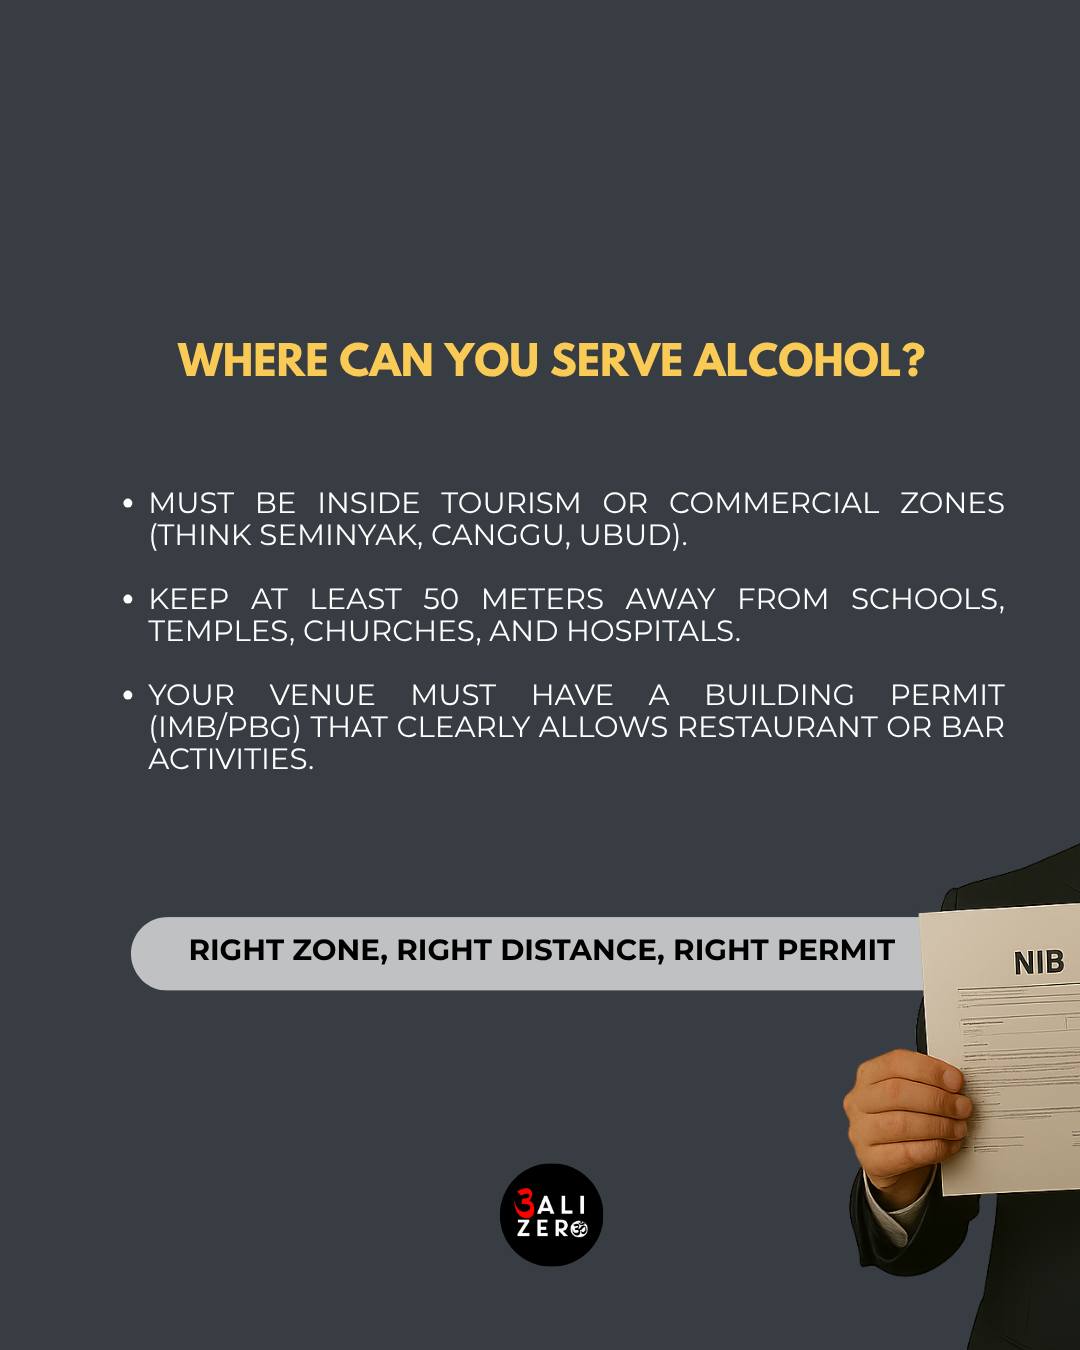 WHERE CAN YOU SERVE ALCOHOL?
• MUST BE INSIDE TOURISM OR COMMERCIAL ZONES
(THINK SEMINYAK, CANGGU, UBUD).
• KEEP AT LEAST 50 METERS AWAY FROM SCHOOLS,
TEMPLES, CHURCHES, AND HOSPITALS.
• YOUR VENUE MUST HAVE A BUILDING PERMIT
(IMB/PBG) THAT CLEARLY ALLOWS RESTAURANT OR BAR
ACTIVITIES.
RIGHT ZONE, RIGHT DISTANCE, RIGHT PERMIT
NIB
3ALI
ZERO